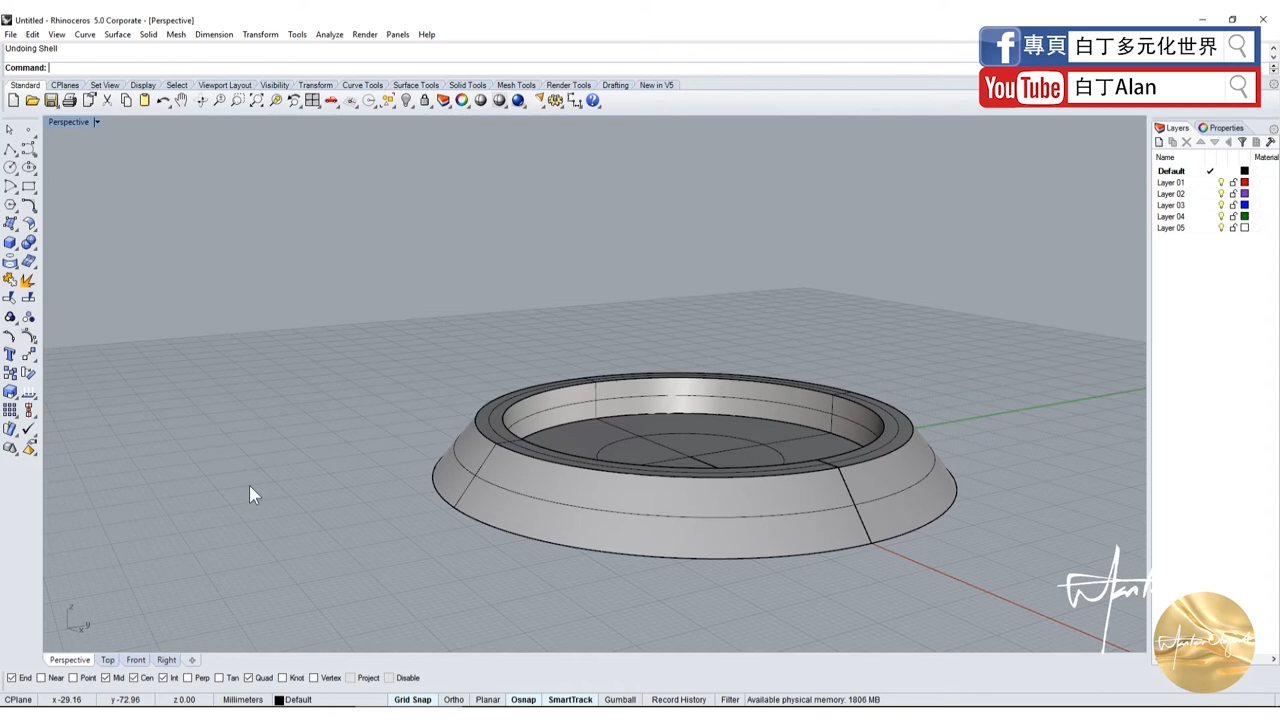 Untitled - Rhinoceros 5.0 Corporate - [Perspective]
File Edit View Curve Surface Solid Mesh Dimension Transform Tools Analyze Render Panels Help
Undoing Shell
Command:
專頁 白丁多元化世界
YouTube 白丁Alan
Standard CPlanes Set View Display Select Viewport Layout Visibility Transform Curve Tools Surface Tools Solid Tools Mesh Tools Render Tools Drafting New in V5
Perspective
Layers Properties
Name Material
Default
Layer 01
Layer 02
Layer 03
Layer 04
Layer 05
z
y
x
Perspective Top Front Right
End Near Point Mid Cen Int Perp Tan Quad Knot Vertex Project Disable
CPlane x -29.16 y -72.96 z 0.00 Millimeters Default Grid Snap Ortho Planar Osnap SmartTrack Gumball Record History Filter Available physical memory: 1806 MB